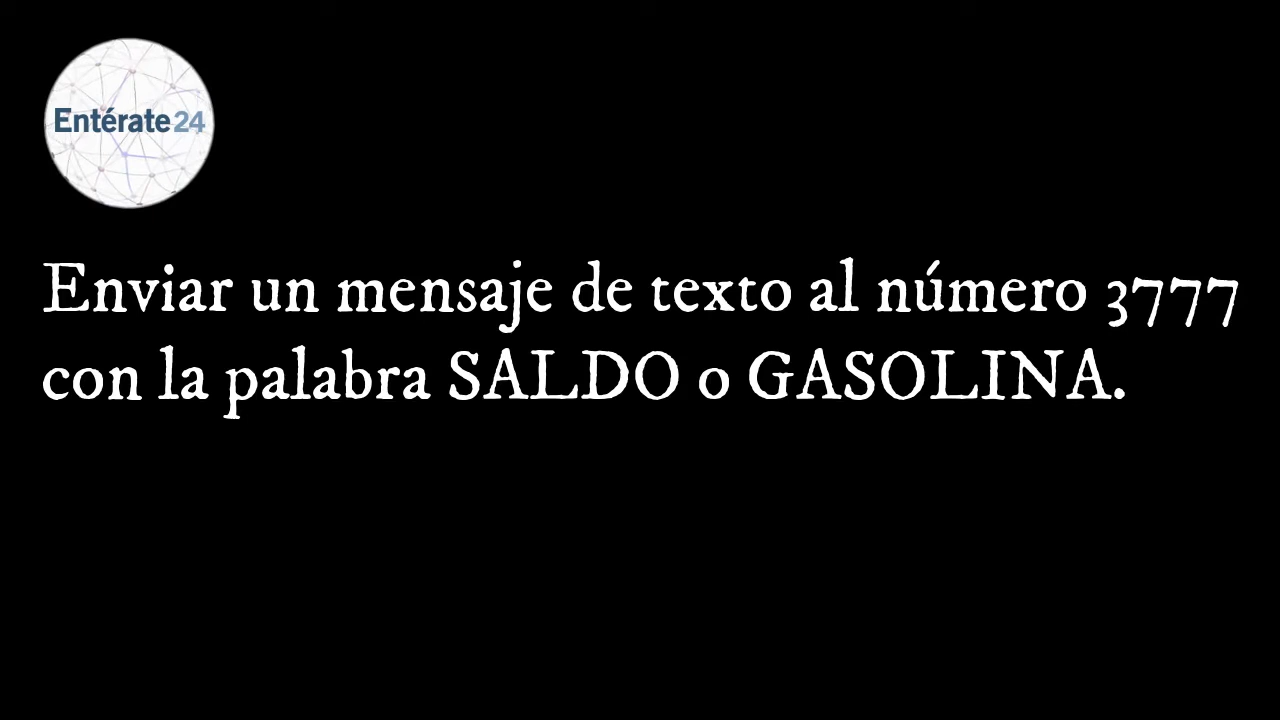 Entérate24
Enviar un mensaje de texto al número 3777
con la palabra SALDO o GASOLINA.